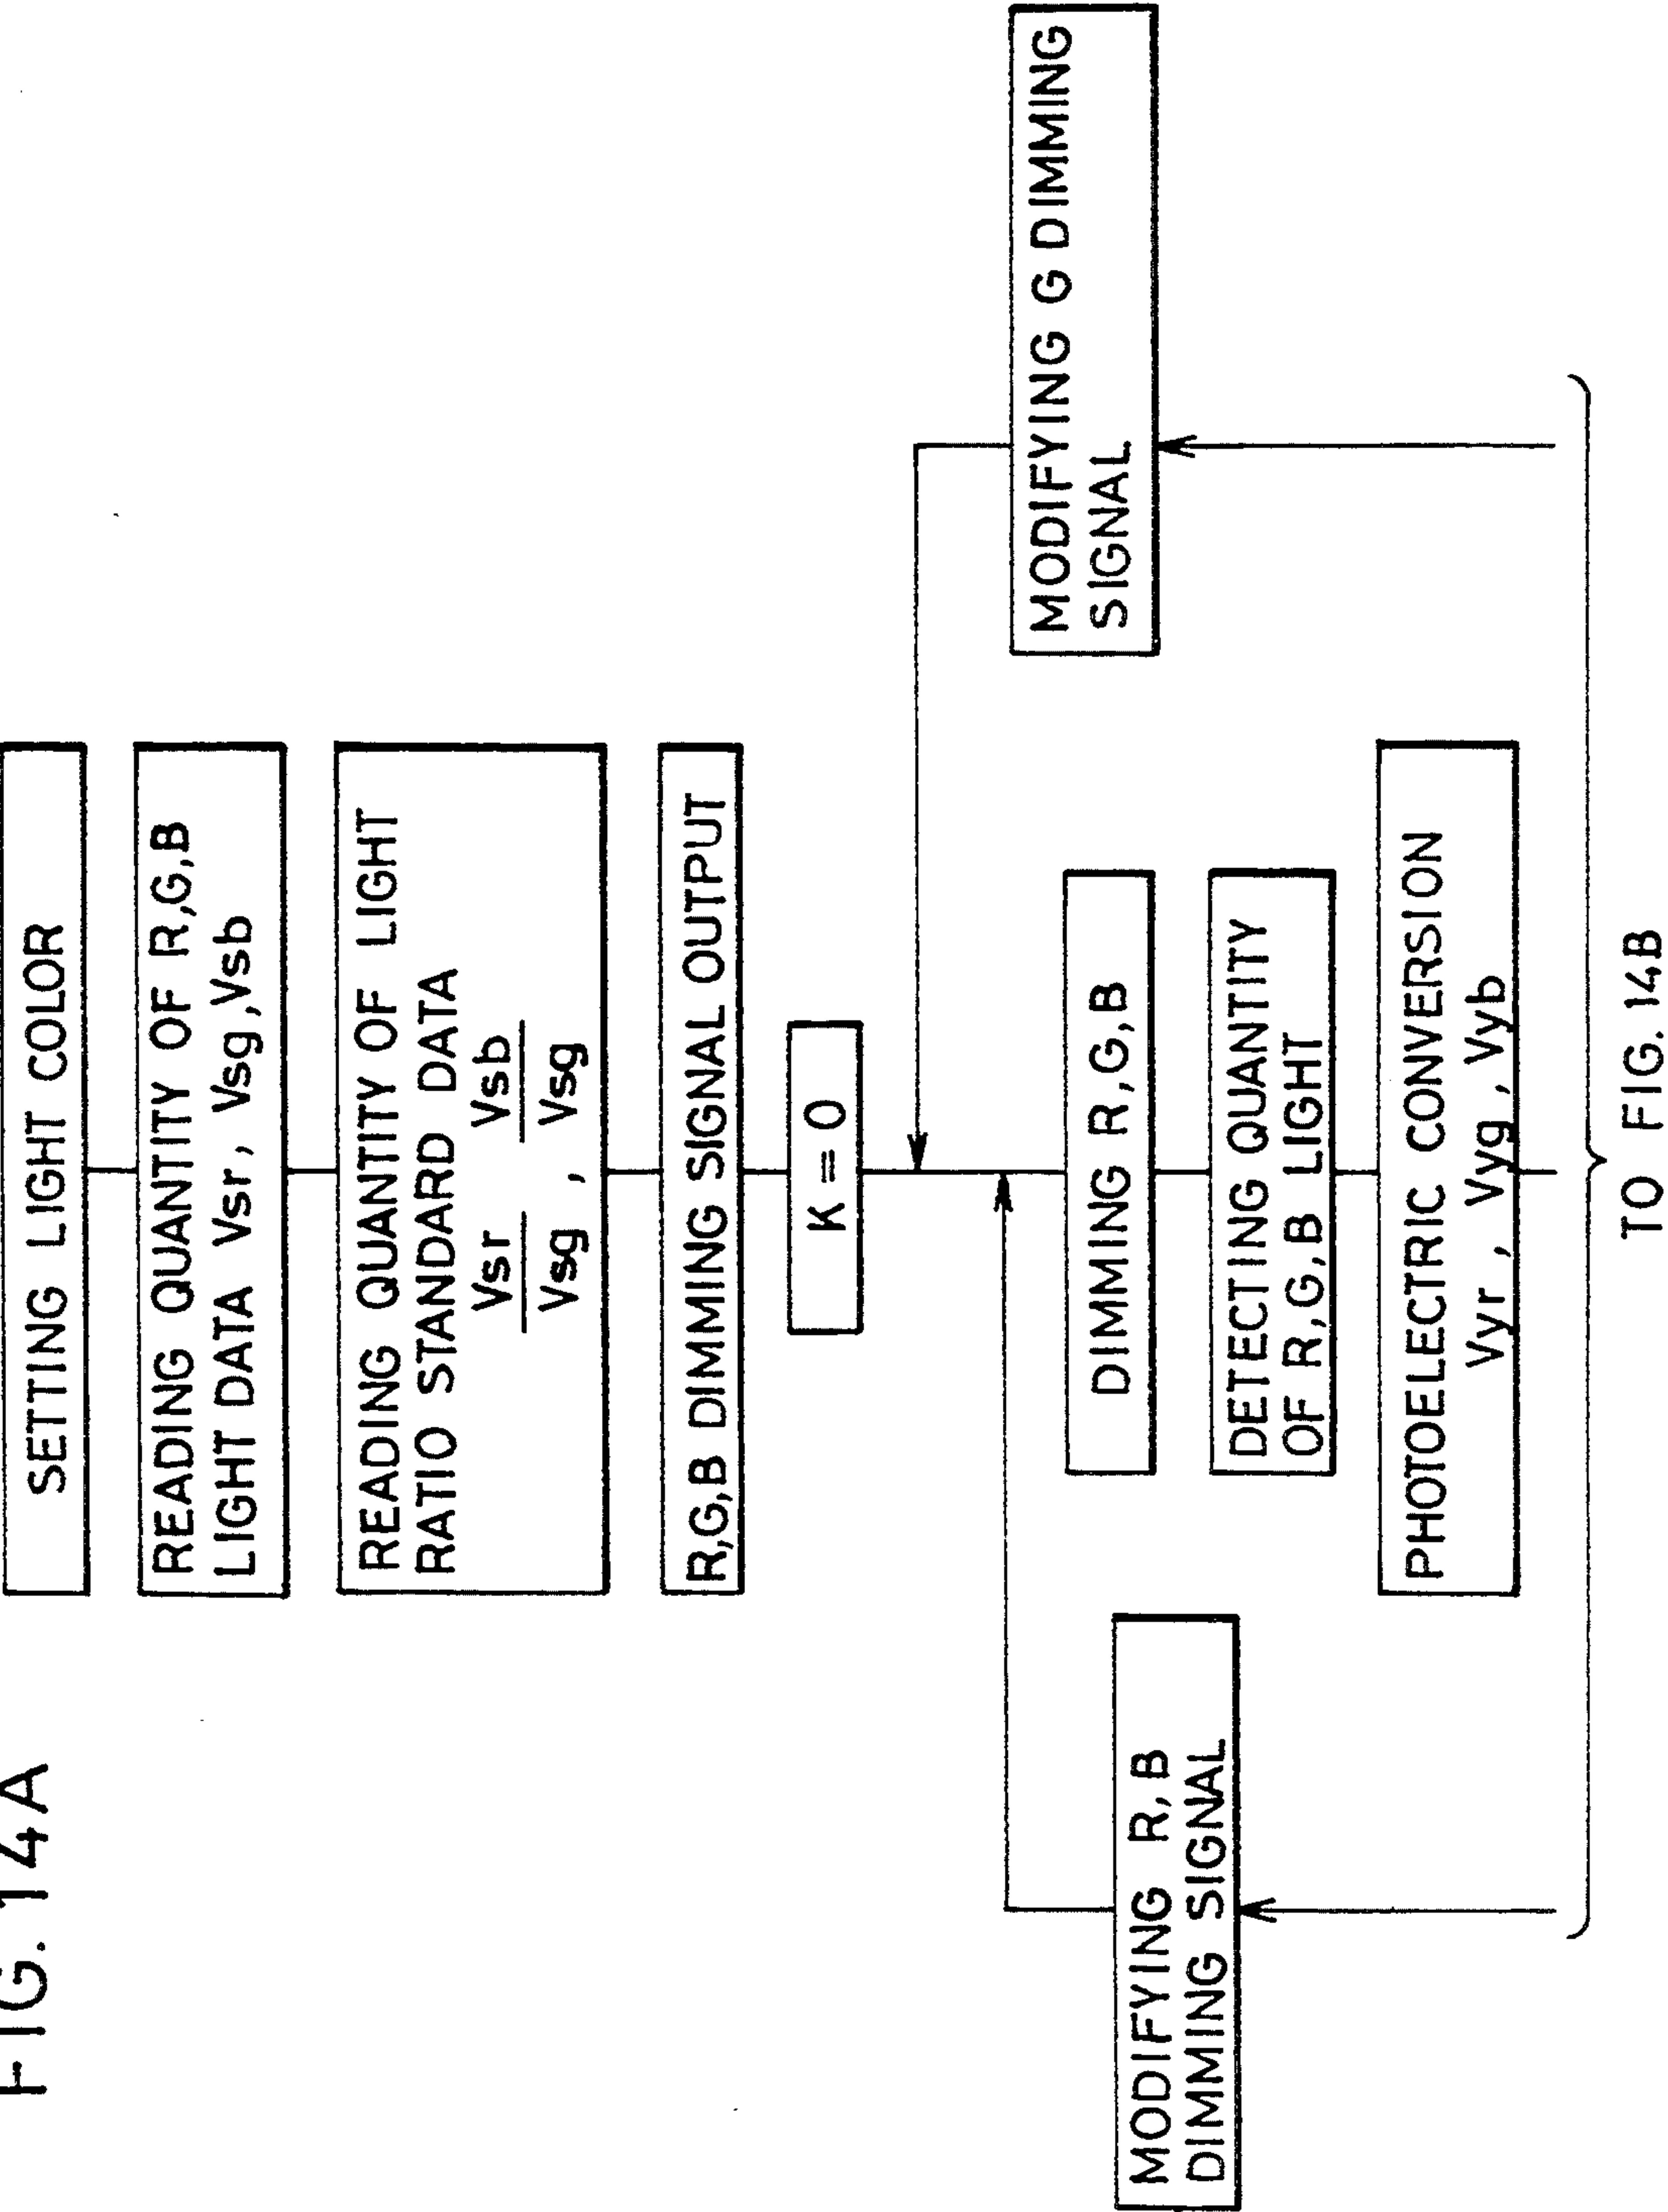 FIG. 14A
SETTING LIGHT COLOR
READING QUANTITY OF R,G,B
LIGHT DATA Vsr, Vsg, Vsb
READING QUANTITY OF LIGHT
RATIO STANDARD DATA
Vsr Vsb
Vsg , Vsg
R,G,B DIMMING SIGNAL OUTPUT
K = 0
MODIFYING R,B
DIMMING SIGNAL
DIMMING R,G,B
DETECTING QUANTITY
OF R,G,B LIGHT
PHOTOELECTRIC CONVERSION
Vyr , Vyg , Vyb
MODIFYING G DIMMING
SIGNAL
TO FIG. 14B